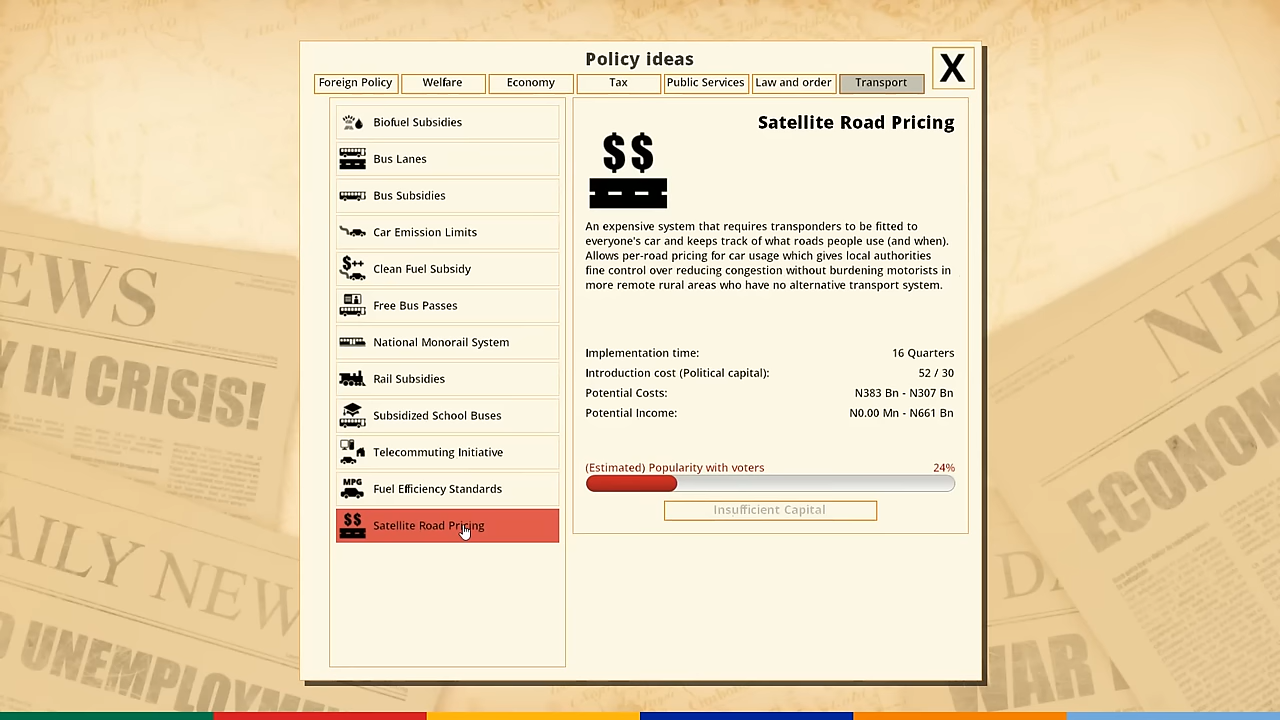 Policy ideas
X
Foreign Policy
Welfare
Economy
Tax
Public Services
Law and order
Transport
Biofuel Subsidies
Bus Lanes
Bus Subsidies
Car Emission Limits
Clean Fuel Subsidy
Free Bus Passes
National Monorail System
Rail Subsidies
Subsidized School Buses
Telecommuting Initiative
MPG
Fuel Efficiency Standards
Satellite Road Pricing
Satellite Road Pricing
An expensive system that requires transponders to be fitted to
everyone's car and keeps track of what roads people use (and when).
Allows per-road pricing for car usage which gives local authorities
fine control over reducing congestion without burdening motorists in
more remote rural areas who have no alternative transport system.
Implementation time: 16 Quarters
Introduction cost (Political capital): 52 / 30
Potential Costs: N383 Bn - N307 Bn
Potential Income: N0.00 Mn - N661 Bn
(Estimated) Popularity with voters 24%
Insufficient Capital
EWS
Y IN CRISIS!
AILY NEW
UNEMPLOYM
NE
ECONOM
DA
WAR